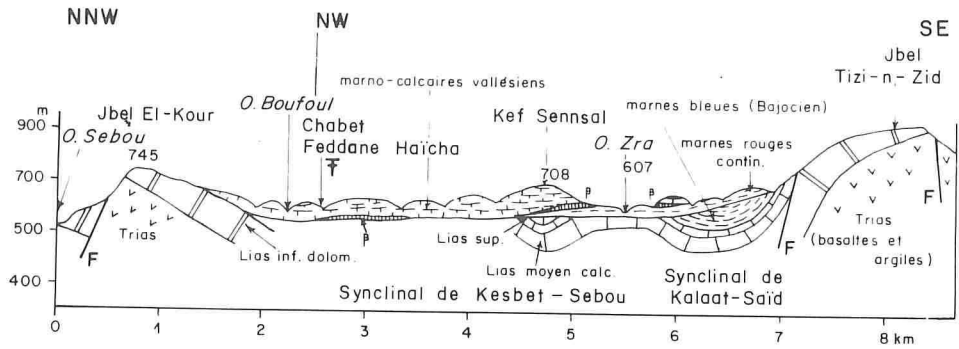 NNW
NW
SE
Jbel
Tizi-n-Zid
marno-calcaires vallésiens
m
O. Boufoul
Kef Sennsal
marnes bleues (Bajocien)
900
Jbel El-Kour
Chabet
Feddane
Haïcha
O. Zra
marnes rouges
contin.
O. Sebou
745
708
607
700
β
β
Trias
F
Lias inf. dolom.
β
Lias sup.
F
Trias
(basaltes et
argiles)
F
500
Lias moyen calc.
400
Synclinal de Kesbet-Sebou
Synclinal de
Kalaat-Saïd
0
1
2
3
4
5
6
7
8 km